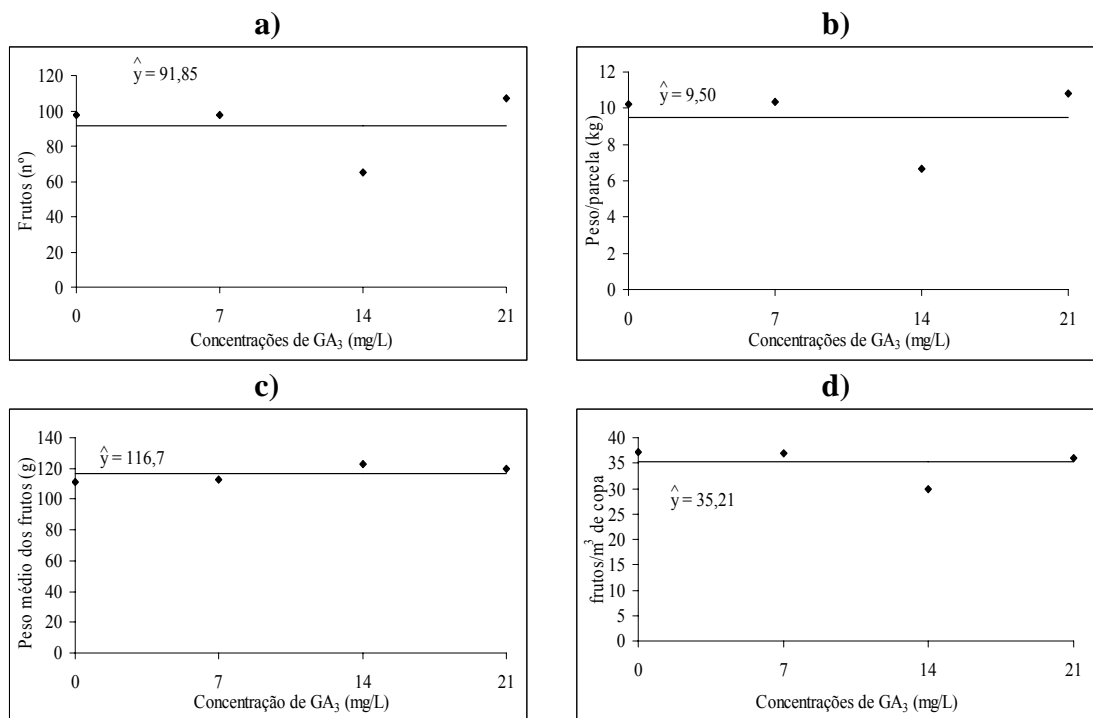 a)
ŷ = 91,85
Frutos (nº)
120
100
80
60
40
20
0
0 7 14 21
Concentrações de GA₃ (mg/L)
b)
ŷ = 9,50
Peso/parcela (kg)
12
10
8
6
4
2
0
0 7 14 21
Concentrações de GA₃ (mg/L)
c)
ŷ = 116,7
Peso médio dos frutos (g)
140
120
100
80
60
40
20
0
0 7 14 21
Concentração de GA₃ (mg/L)
d)
ŷ = 35,21
frutos/m³ de copa
45
40
35
30
25
20
15
10
5
0
0 7 14 21
Concentrações de GA₃ (mg/L)